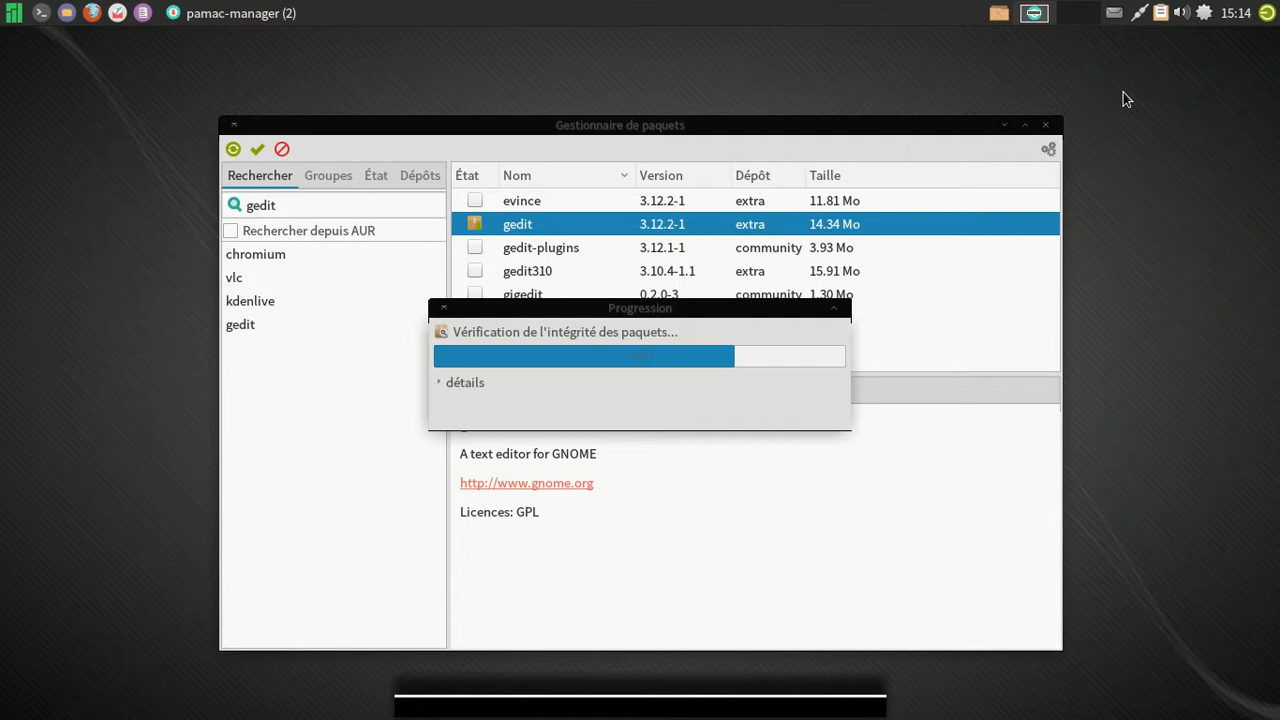 pamac-manager (2)
15:14
Gestionnaire de paquets
Rechercher Groupes État Dépôts
État Nom Version Dépôt Taille
gedit
Rechercher depuis AUR
chromium
vlc
kdenlive
gedit
evince 3.12.2-1 extra 11.81 Mo
gedit 3.12.2-1 extra 14.34 Mo
gedit-plugins 3.12.1-1 community 3.93 Mo
gedit310 3.10.4-1.1 extra 15.91 Mo
gigedit 0.2.0-3 community 1.30 Mo
Progression
Vérification de l'intégrité des paquets...
détails
A text editor for GNOME
http://www.gnome.org
Licences: GPL